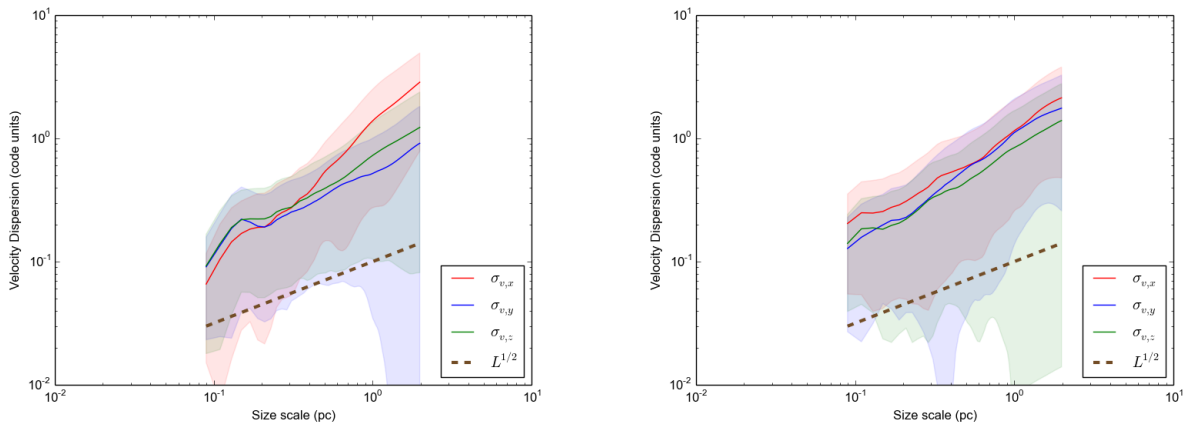 10^1
10^0
10^-1
10^-2
Velocity Dispersion (code units)
σ_{v,x}
σ_{v,y}
σ_{v,z}
L^{1/2}
10^-2
10^-1
10^0
10^1
Size scale (pc)
10^1
10^0
10^-1
10^-2
Velocity Dispersion (code units)
σ_{v,x}
σ_{v,y}
σ_{v,z}
L^{1/2}
10^-2
10^-1
10^0
10^1
Size scale (pc)